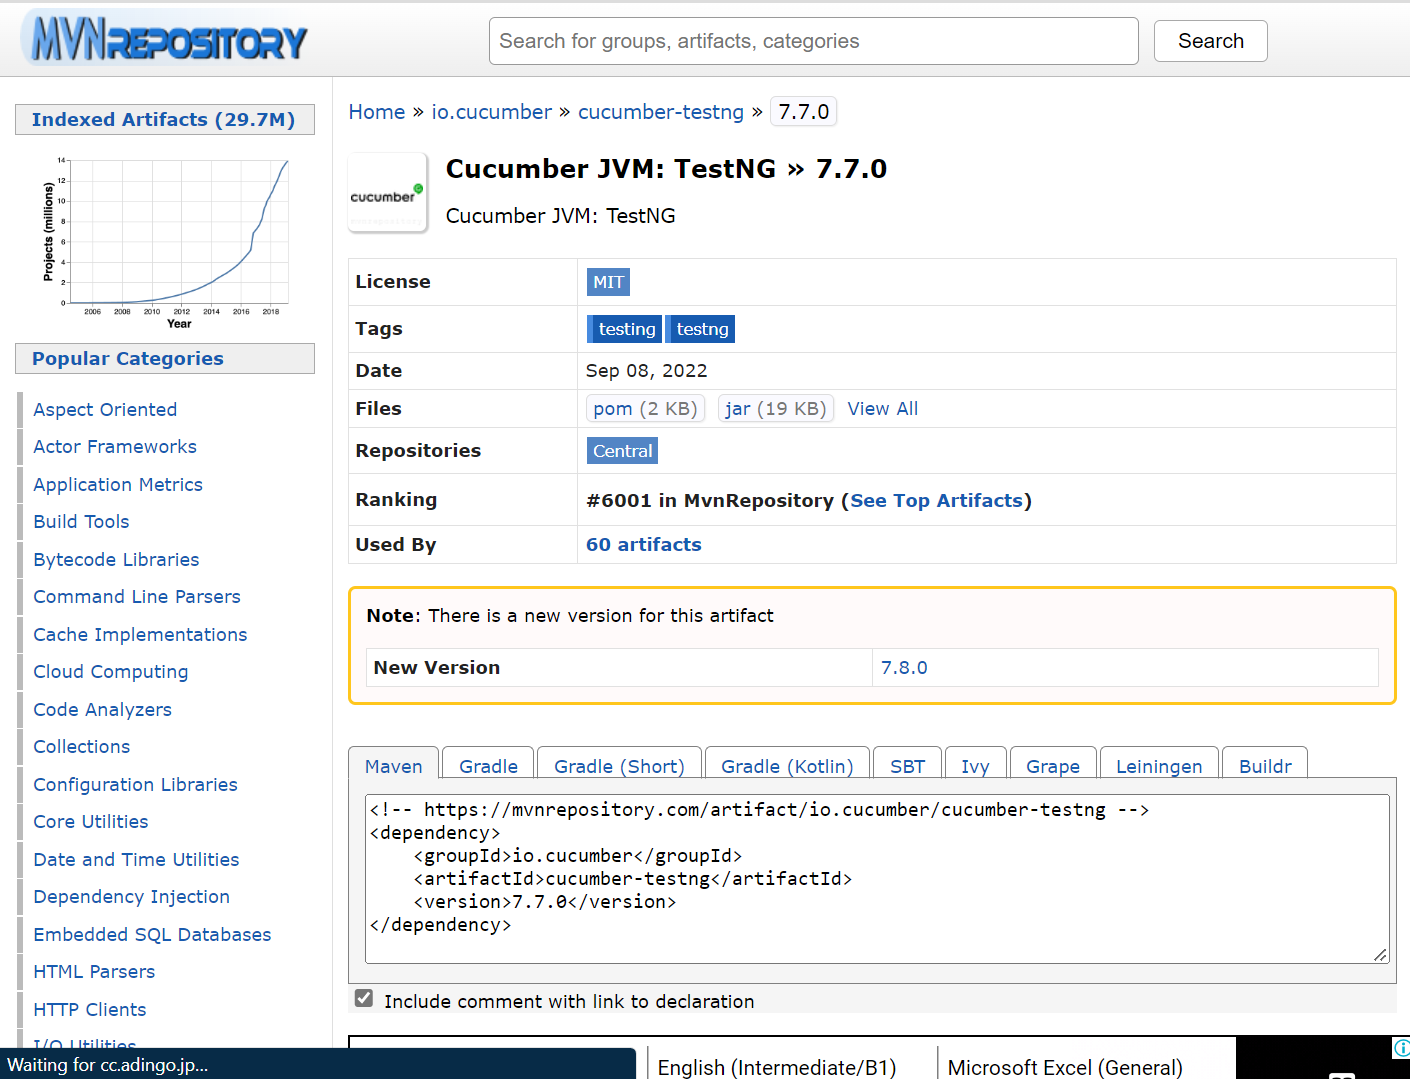 MVNREPOSITORY
Search for groups, artifacts, categories
Search
Indexed Artifacts (29.7M)
Projects (millions)
14
12
10
8
6
4
2
0
2006 2008 2010 2012 2014 2016 2018
Year
Popular Categories
Aspect Oriented
Actor Frameworks
Application Metrics
Build Tools
Bytecode Libraries
Command Line Parsers
Cache Implementations
Cloud Computing
Code Analyzers
Collections
Configuration Libraries
Core Utilities
Date and Time Utilities
Dependency Injection
Embedded SQL Databases
HTML Parsers
HTTP Clients
I/O Utilities
Waiting for cc.adingo.jp...
Home » io.cucumber » cucumber-testng » 7.7.0
cucumber
Cucumber JVM: TestNG » 7.7.0
Cucumber JVM: TestNG
License MIT
Tags testing testng
Date Sep 08, 2022
Files pom (2 KB) jar (19 KB) View All
Repositories Central
Ranking #6001 in MvnRepository (See Top Artifacts)
Used By 60 artifacts
Note: There is a new version for this artifact
New Version 7.8.0
Maven Gradle Gradle (Short) Gradle (Kotlin) SBT Ivy Grape Leiningen Buildr
<!-- https://mvnrepository.com/artifact/io.cucumber/cucumber-testng -->
<dependency>
    <groupId>io.cucumber</groupId>
    <artifactId>cucumber-testng</artifactId>
    <version>7.7.0</version>
</dependency>
Include comment with link to declaration
English (Intermediate/B1) Microsoft Excel (General)